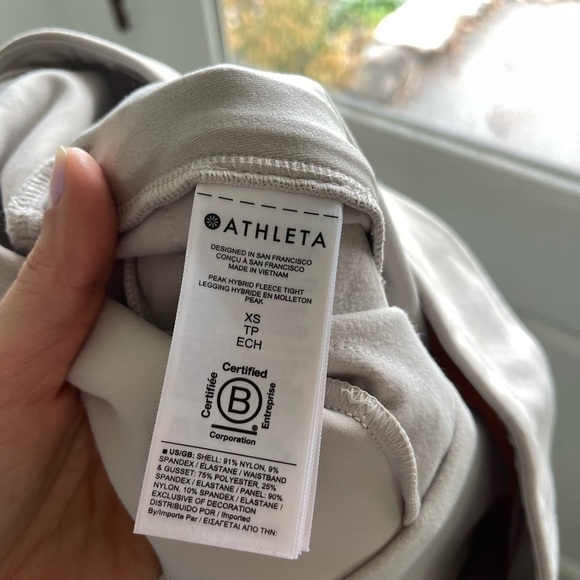 ATHLETA
DESIGNED IN SAN FRANCISCO
CONÇU À SAN FRANCISCO
MADE IN VIETNAM
PEAK HYBRID FLEECE TIGHT
LEGGING HYBRIDE EN MOLLETON
PEAK
XS
TP
ECH
Certified
Certifiée
B
Entreprise
Corporation
■ US/GB: SHELL: 91% NYLON, 9%
SPANDEX / ELASTANE / WAISTBAND
& GUSSET: 75% POLYESTER, 25%
SPANDEX / ELASTANE / PANEL: 90%
NYLON, 10% SPANDEX / ELASTANE /
EXCLUSIVE OF DECORATION
DISTRIBUIDO POR / Imported
By/Importe Par / ΕΙΣΑΓΕΤΑΙ ΑΠΟ ΤΗΝ: